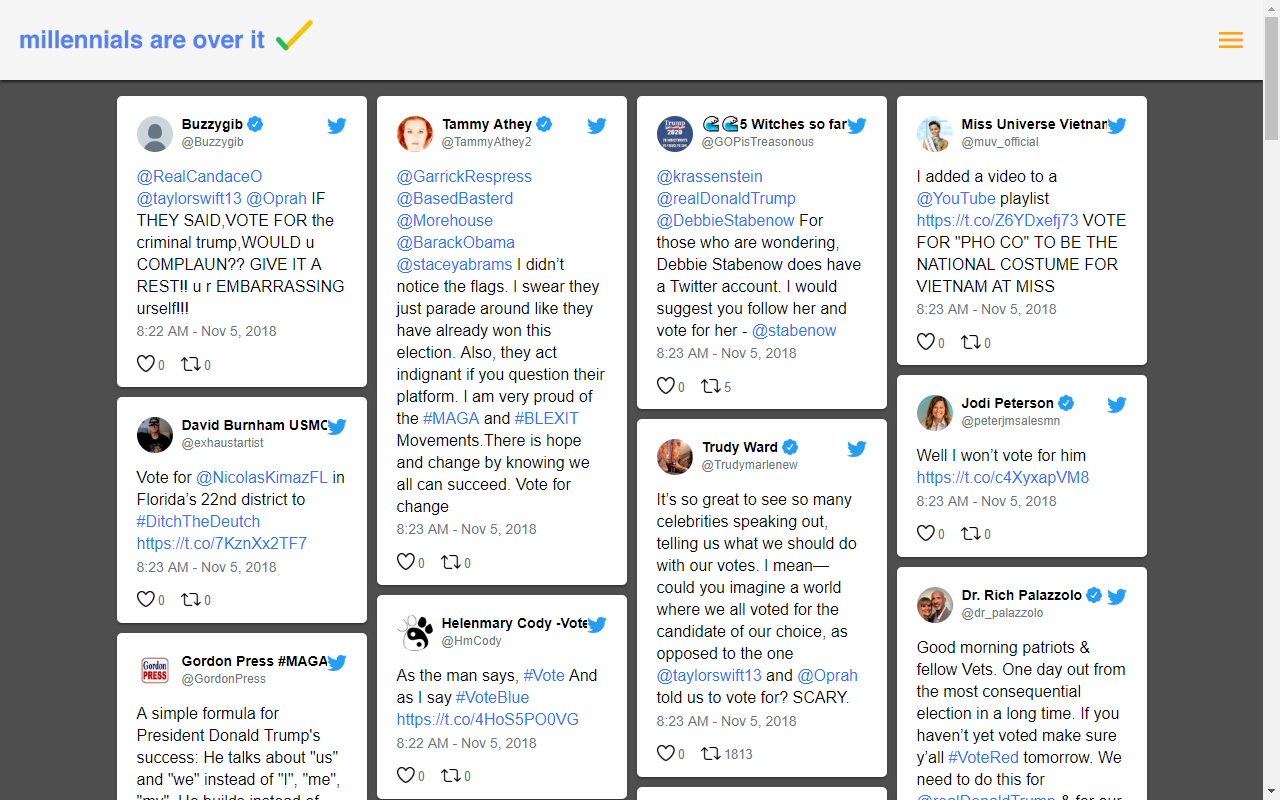 millennials are over it
Buzzygib
@Buzzygib
@RealCandaceO
@taylorswift13 @Oprah IF
THEY SAID,VOTE FOR the
criminal trump,WOULD u
COMPLAUN?? GIVE IT A
REST!! u r EMBARRASSING
urself!!!
8:22 AM - Nov 5, 2018
0 0
David Burnham USMC
@exhaustartist
Vote for @NicolasKimazFL in
Florida’s 22nd district to
#DitchTheDeutch
https://t.co/7KznXx2TF7
8:23 AM - Nov 5, 2018
0 0
Gordon Press #MAGA
@GordonPress
A simple formula for
President Donald Trump's
success: He talks about "us"
and "we" instead of "I", "me",
"my". He builds instead of
Tammy Athey
@TammyAthey2
@GarrickRespress
@BasedBasterd
@Morehouse
@BarackObama
@staceyabrams I didn’t
notice the flags. I swear they
just parade around like they
have already won this
election. Also, they act
indignant if you question their
platform. I am very proud of
the #MAGA and #BLEXIT
Movements.There is hope
and change by knowing we
all can succeed. Vote for
change
8:23 AM - Nov 5, 2018
0 0
Helenmary Cody -Vote
@HmCody
As the man says, #Vote And
as I say #VoteBlue
https://t.co/4HoS5PO0VG
8:22 AM - Nov 5, 2018
0 0
🌊🌊5 Witches so far
@GOPisTreasonous
@krassenstein
@realDonaldTrump
@DebbieStabenow For
those who are wondering,
Debbie Stabenow does have
a Twitter account. I would
suggest you follow her and
vote for her - @stabenow
8:23 AM - Nov 5, 2018
0 5
Trudy Ward
@Trudymarlenew
It’s so great to see so many
celebrities speaking out,
telling us what we should do
with our votes. I mean—
could you imagine a world
where we all voted for the
candidate of our choice, as
opposed to the one
@taylorswift13 and @Oprah
told us to vote for? SCARY.
8:23 AM - Nov 5, 2018
0 1813
Miss Universe Vietnam
@muv_official
I added a video to a
@YouTube playlist
https://t.co/Z6YDxefj73 VOTE
FOR "PHO CO" TO BE THE
NATIONAL COSTUME FOR
VIETNAM AT MISS
8:23 AM - Nov 5, 2018
0 0
Jodi Peterson
@peterjmsalesmn
Well I won’t vote for him
https://t.co/c4XyxapVM8
8:23 AM - Nov 5, 2018
0 0
Dr. Rich Palazzolo
@dr_palazzolo
Good morning patriots &
fellow Vets. One day out from
the most consequential
election in a long time. If you
haven’t yet voted make sure
y’all #VoteRed tomorrow. We
need to do this for
@realDonaldTrump & for our